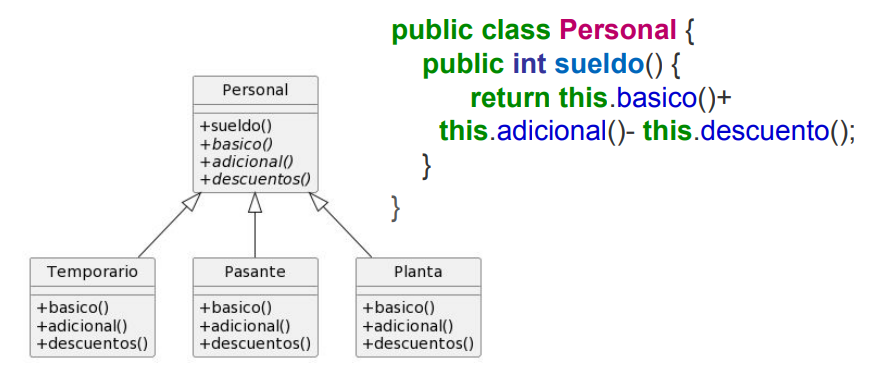 public class Personal {
public int sueldo() {
return this.basico()+
this.adicional()- this.descuento();
}
}
Personal
+sueldo()
+basico()
+adicional()
+descuentos()
Temporario
+basico()
+adicional()
+descuentos()
Pasante
+basico()
+adicional()
+descuentos()
Planta
+basico()
+adicional()
+descuentos()